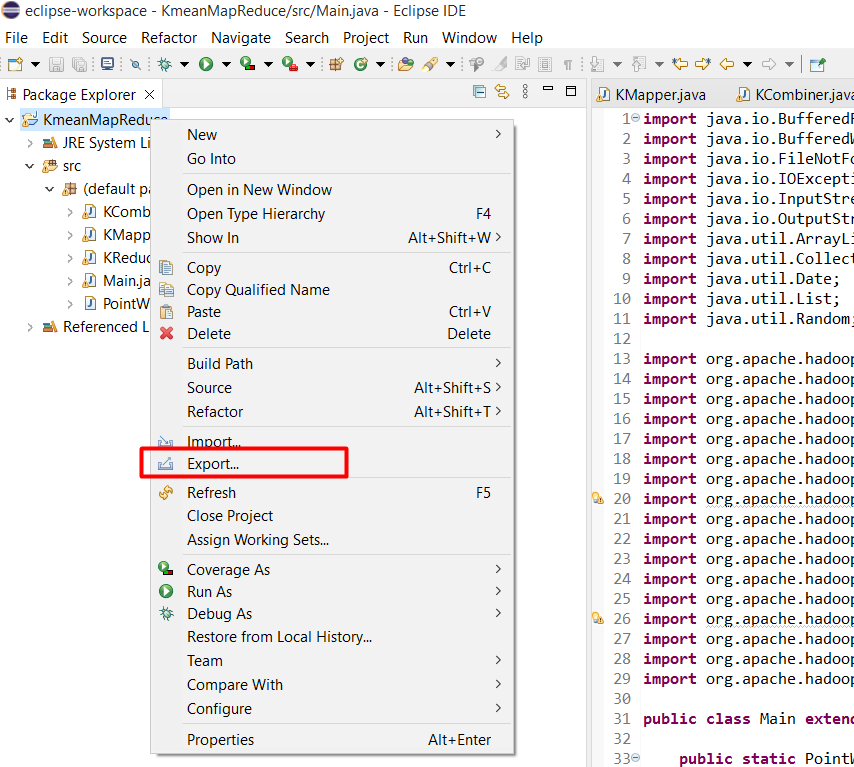 eclipse-workspace - KmeanMapReduce/src/Main.java - Eclipse IDE
File Edit Source Refactor Navigate Search Project Run Window Help
Package Explorer
KmeanMapReduce
JRE System Li
src
(default pa
KComb
KMapp
KReduc
Main.ja
PointW
Referenced L
New
Go Into
Open in New Window
Open Type Hierarchy F4
Show In Alt+Shift+W
Copy Ctrl+C
Copy Qualified Name
Paste Ctrl+V
Delete Delete
Build Path
Source Alt+Shift+S
Refactor Alt+Shift+T
Import...
Export...
Refresh F5
Close Project
Assign Working Sets...
Coverage As
Run As
Debug As
Restore from Local History...
Team
Compare With
Configure
Properties Alt+Enter
KMapper.java KCombiner.java
1 import java.io.BufferedR
2 import java.io.BufferedW
3 import java.io.FileNotFo
4 import java.io.IOExcepti
5 import java.io.InputStre
6 import java.io.OutputStr
7 import java.util.ArrayLi
8 import java.util.Collect
9 import java.util.Date;
10 import java.util.List;
11 import java.util.Random;
12
13 import org.apache.hadoop
14 import org.apache.hadoop
15 import org.apache.hadoop
16 import org.apache.hadoop
17 import org.apache.hadoop
18 import org.apache.hadoop
19 import org.apache.hadoop
20 import org.apache.hadoop
21 import org.apache.hadoop
22 import org.apache.hadoop
23 import org.apache.hadoop
24 import org.apache.hadoop
25 import org.apache.hadoop
26 import org.apache.hadoop
27 import org.apache.hadoop
28 import org.apache.hadoop
29 import org.apache.hadoop
30
31 public class Main extend
32
33 public static PointW